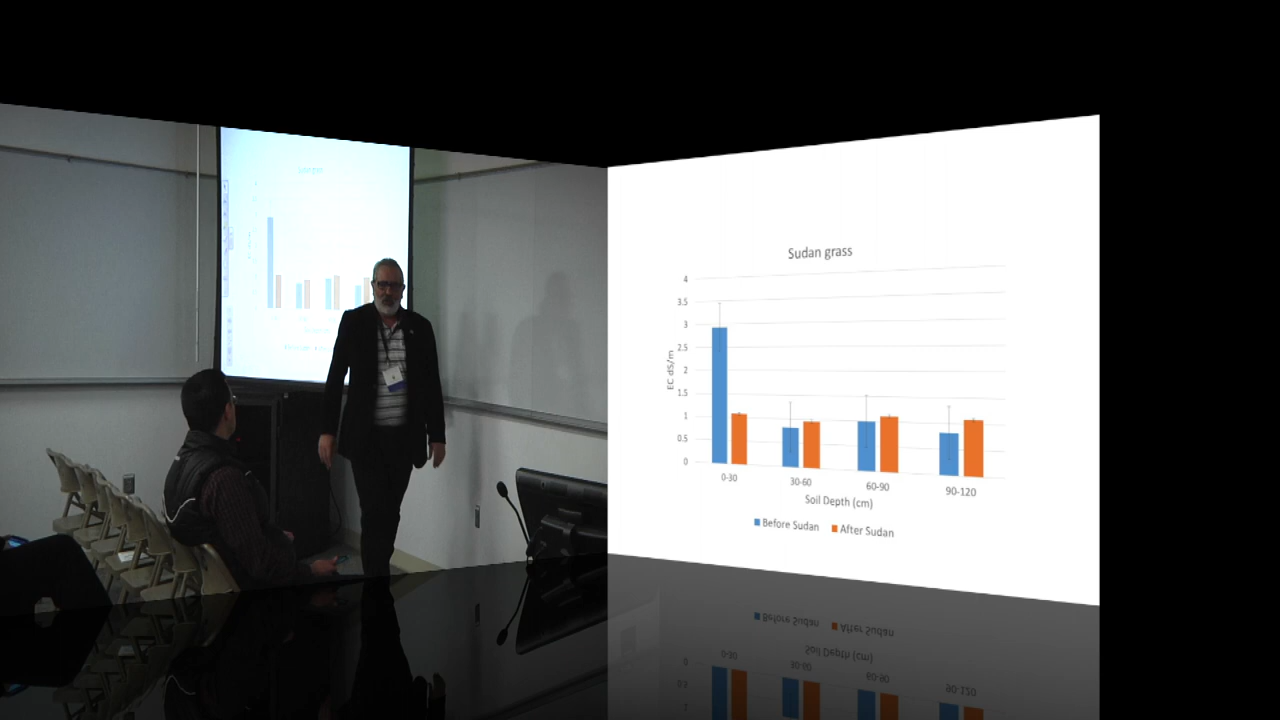 Sudan grass
4
3.5
3
2.5
2
1.5
1
0.5
0
EC dS/m
0-30 30-60 60-90 90-120
Soil Depth (cm)
Before Sudan After Sudan